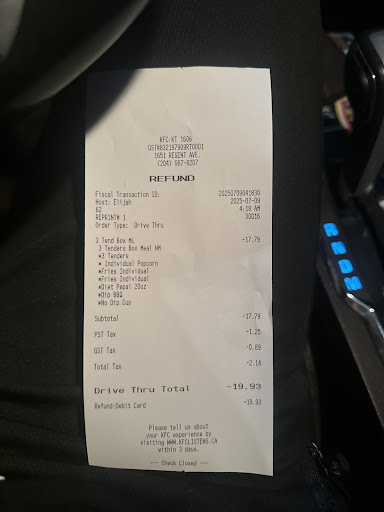 KFC:KT 1606
GST#832197909RT0001
1651 REGENT AVE.
(204) 987-8207
REFUND
Fiscal Transaction ID: 20250709041830
Host: Elijah 2025-07-09
62 4:18 AM
REPRINT# 1 30016
Order Type: Drive Thru
3 Tend Box ML -17.79
3 Tenders Box Meal NM
*3 Tenders
* Individual Popcorn
*Fries Individual
*Fries Individual
*Diet Pepsi 20oz
*Dip BBQ
*No Dip Cup
Subtotal -17.79
PST Tax -1.25
GST Tax -0.89
Total Tax -2.14
Drive Thru Total -19.93
Refund:Debit Card -19.93
Please tell us about
your KFC experience by
visiting WWW.KFCLISTENS.CA
within 3 days.
--- Check Closed ---
R N D M